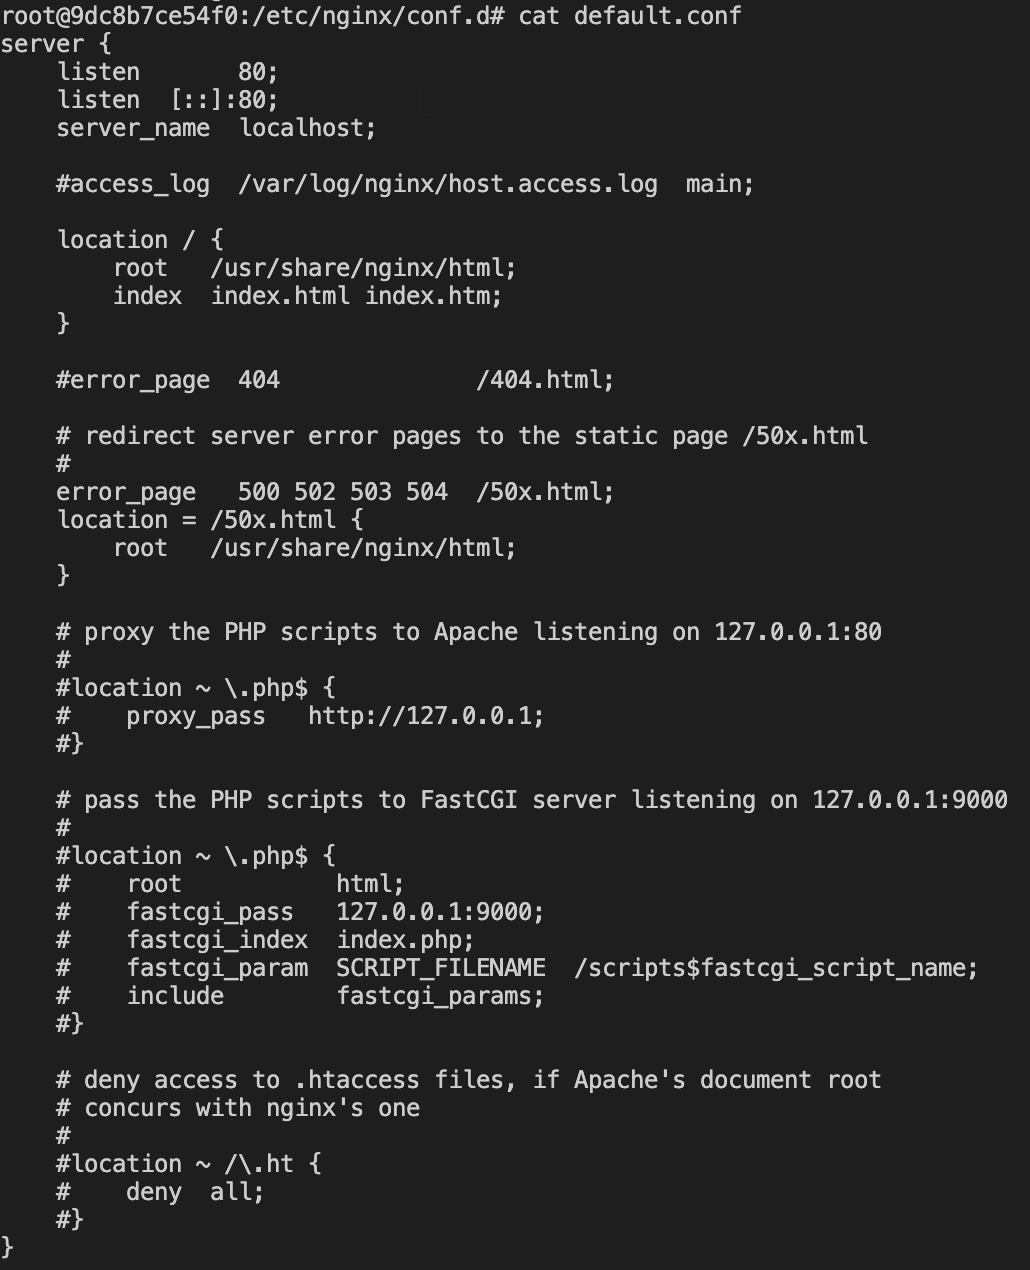 root@9dc8b7ce54f0:/etc/nginx/conf.d# cat default.conf
server {
    listen       80;
    listen  [::]:80;
    server_name  localhost;

    #access_log  /var/log/nginx/host.access.log  main;

    location / {
        root   /usr/share/nginx/html;
        index  index.html index.htm;
    }

    #error_page  404              /404.html;

    # redirect server error pages to the static page /50x.html
    #
    error_page   500 502 503 504  /50x.html;
    location = /50x.html {
        root   /usr/share/nginx/html;
    }

    # proxy the PHP scripts to Apache listening on 127.0.0.1:80
    #
    #location ~ \.php$ {
    #    proxy_pass   http://127.0.0.1;
    #}

    # pass the PHP scripts to FastCGI server listening on 127.0.0.1:9000
    #
    #location ~ \.php$ {
    #    root           html;
    #    fastcgi_pass   127.0.0.1:9000;
    #    fastcgi_index  index.php;
    #    fastcgi_param  SCRIPT_FILENAME  /scripts$fastcgi_script_name;
    #    include        fastcgi_params;
    #}

    # deny access to .htaccess files, if Apache's document root
    # concurs with nginx's one
    #
    #location ~ /\.ht {
    #    deny  all;
    #}
}